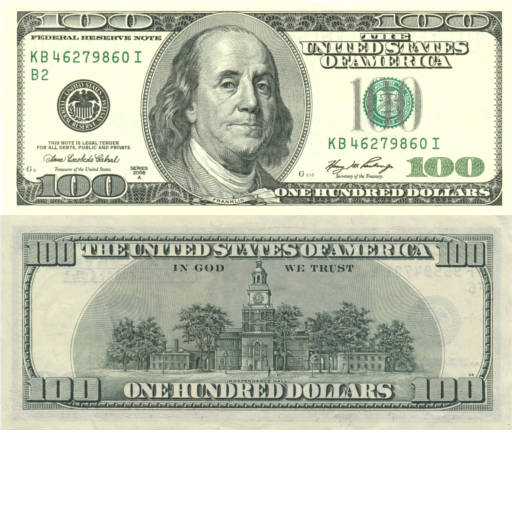 100 100
FEDERAL RESERVE NOTE
THE
UNITED STATES
OF AMERICA
KB 46279860 I
B2
100
THIS NOTE IS LEGAL TENDER
FOR ALL DEBTS, PUBLIC AND PRIVATE
KB 46279860 I
Treasurer of the United States.
SERIES
2006
A
Secretary of the Treasury.
100
100
FRANKLIN
ONE HUNDRED DOLLARS
100 THE UNITED STATES OF AMERICA 100
IN GOD WE TRUST
INDEPENDENCE HALL
100 ONE HUNDRED DOLLARS 100